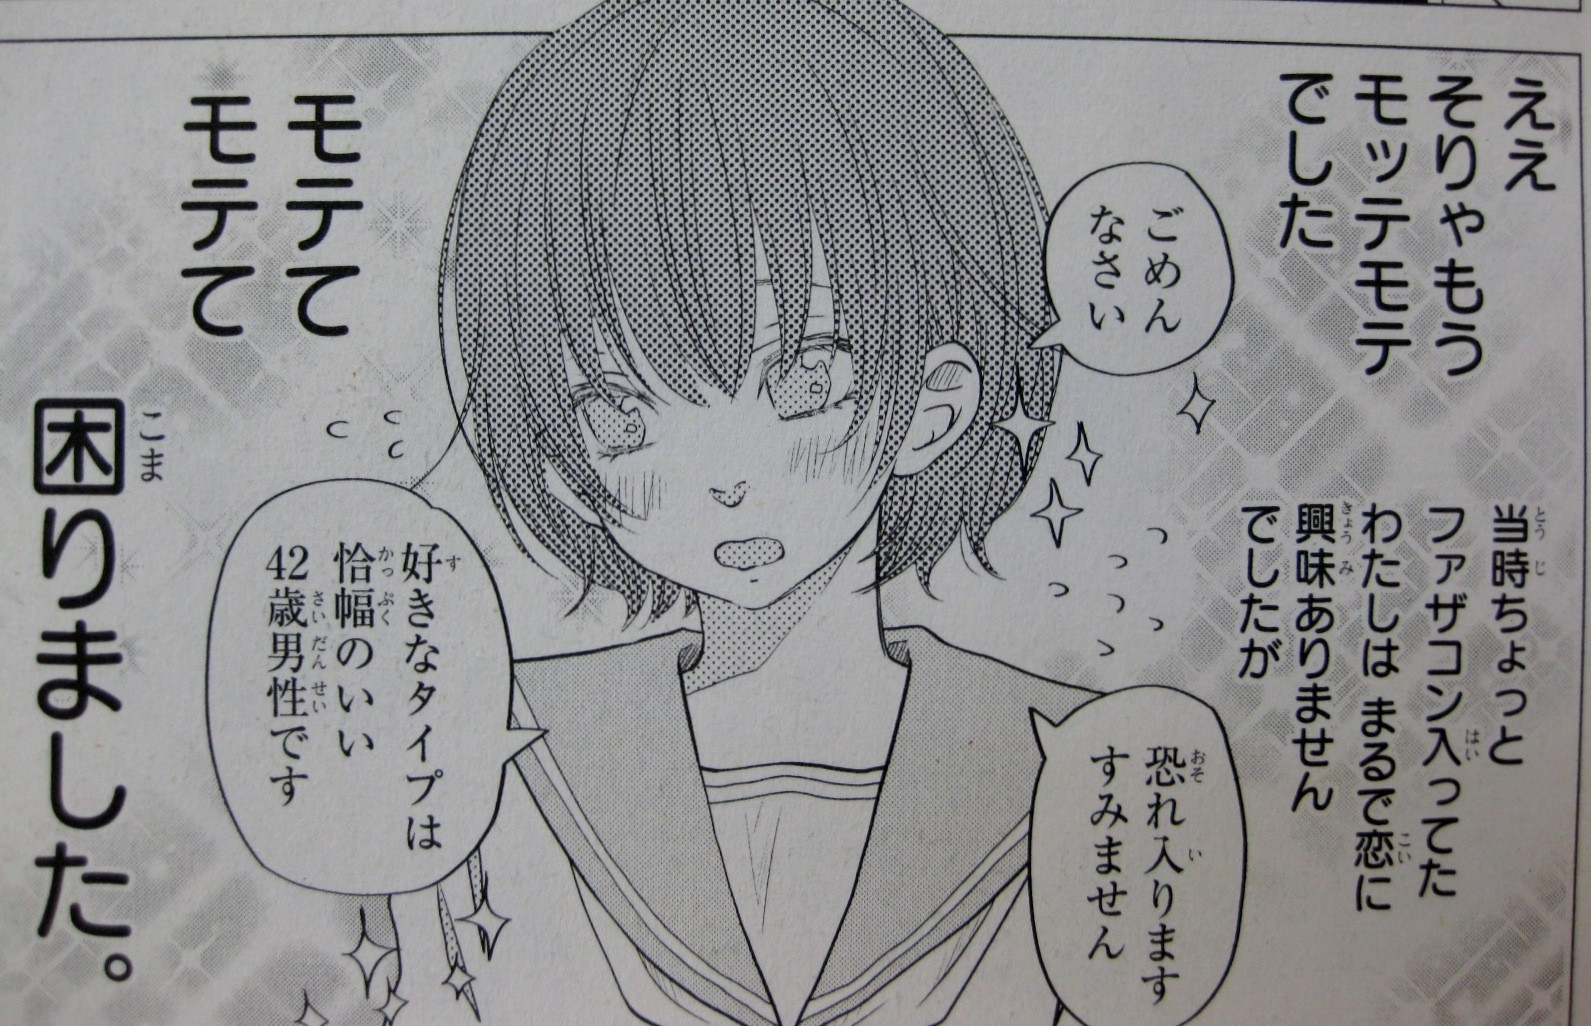 ええ
そりゃもう
モッテモテ
でした
ごめん
なさい
当時ちょっと
ファザコン入ってた
わたしは まるで恋に
興味ありません
でしたが
恐れ入ります
すみません
モテて
モテて
好きなタイプは
恰幅のいい
42歳男性です
困りました。